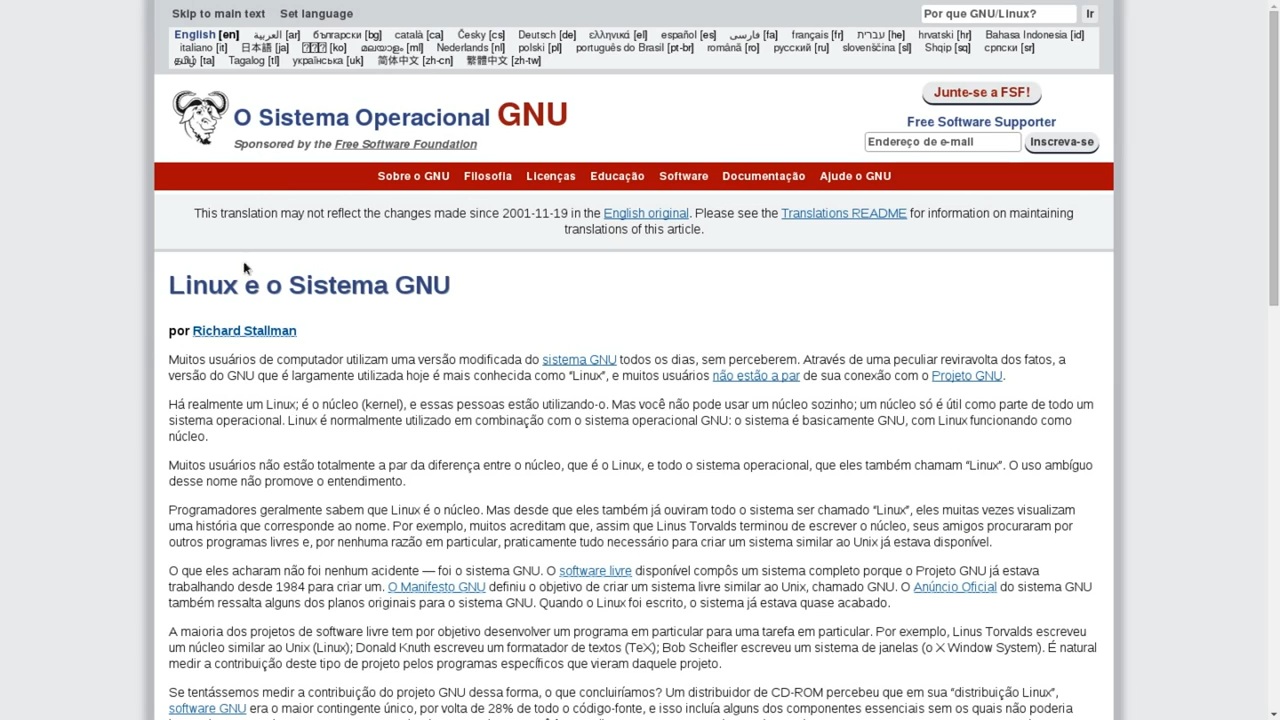 Skip to main text Set language Por que GNU/Linux? Ir
English [en] العربية [ar] български [bg] català [ca] Česky [cs] Deutsch [de] ελληνικά [el] español [es] فارسی [fa] français [fr] עברית [he] hrvatski [hr] Bahasa Indonesia [id]
italiano [it] 日本語 [ja] [ko] മലയാളം [ml] Nederlands [nl] polski [pl] português do Brasil [pt-br] română [ro] русский [ru] slovenščina [sl] Shqip [sq] српски [sr]
தமிழ் [ta] Tagalog [tl] українська [uk] 简体中文 [zh-cn] 繁體中文 [zh-tw]
Junte-se a FSF!
O Sistema Operacional GNU
Free Software Supporter
Sponsored by the Free Software Foundation
Endereço de e-mail Inscreva-se
Sobre o GNU Filosofia Licenças Educação Software Documentação Ajude o GNU
This translation may not reflect the changes made since 2001-11-19 in the English original. Please see the Translations README for information on maintaining
translations of this article.
Linux e o Sistema GNU
por Richard Stallman
Muitos usuários de computador utilizam uma versão modificada do sistema GNU todos os dias, sem perceberem. Através de uma peculiar reviravolta dos fatos, a
versão do GNU que é largamente utilizada hoje é mais conhecida como “Linux”, e muitos usuários não estão a par de sua conexão com o Projeto GNU.
Há realmente um Linux; é o núcleo (kernel), e essas pessoas estão utilizando-o. Mas você não pode usar um núcleo sozinho; um núcleo só é útil como parte de todo um
sistema operacional. Linux é normalmente utilizado em combinação com o sistema operacional GNU: o sistema é basicamente GNU, com Linux funcionando como
núcleo.
Muitos usuários não estão totalmente a par da diferença entre o núcleo, que é o Linux, e todo o sistema operacional, que eles também chamam “Linux”. O uso ambíguo
desse nome não promove o entendimento.
Programadores geralmente sabem que Linux é o núcleo. Mas desde que eles também já ouviram todo o sistema ser chamado “Linux”, eles muitas vezes visualizam
uma história que corresponde ao nome. Por exemplo, muitos acreditam que, assim que Linus Torvalds terminou de escrever o núcleo, seus amigos procuraram por
outros programas livres e, por nenhuma razão em particular, praticamente tudo necessário para criar um sistema similar ao Unix já estava disponível.
O que eles acharam não foi nenhum acidente — foi o sistema GNU. O software livre disponível compôs um sistema completo porque o Projeto GNU já estava
trabalhando desde 1984 para criar um. O Manifesto GNU definiu o objetivo de criar um sistema livre similar ao Unix, chamado GNU. O Anúncio Oficial do sistema GNU
também ressalta alguns dos planos originais para o sistema GNU. Quando o Linux foi escrito, o sistema já estava quase acabado.
A maioria dos projetos de software livre tem por objetivo desenvolver um programa em particular para uma tarefa em particular. Por exemplo, Linus Torvalds escreveu
um núcleo similar ao Unix (Linux); Donald Knuth escreveu um formatador de textos (TeX); Bob Scheifler escreveu um sistema de janelas (o X Window System). É natural
medir a contribuição deste tipo de projeto pelos programas específicos que vieram daquele projeto.
Se tentássemos medir a contribuição do projeto GNU dessa forma, o que concluiríamos? Um distribuidor de CD-ROM percebeu que em sua “distribuição Linux”,
software GNU era o maior contingente único, por volta de 28% de todo o código-fonte, e isso incluía alguns dos componentes essenciais sem os quais não poderia